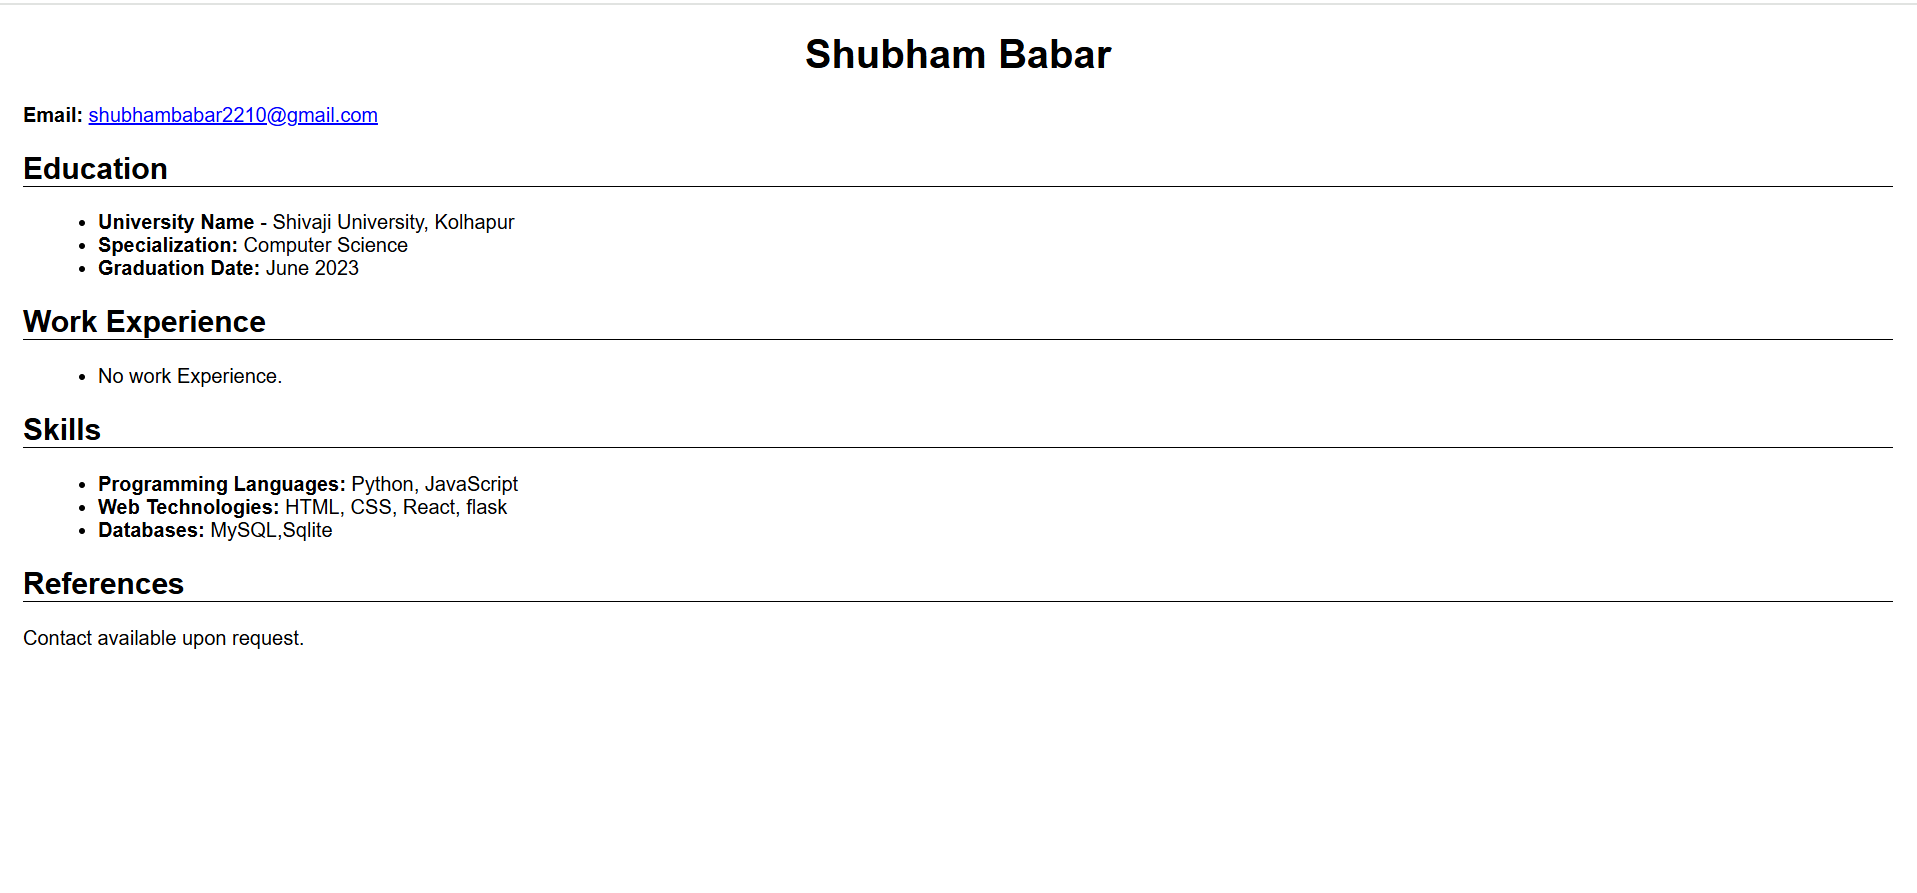 Shubham Babar
Email: shubhambabar2210@gmail.com
Education
University Name - Shivaji University, Kolhapur
Specialization: Computer Science
Graduation Date: June 2023
Work Experience
No work Experience.
Skills
Programming Languages: Python, JavaScript
Web Technologies: HTML, CSS, React, flask
Databases: MySQL,Sqlite
References
Contact available upon request.